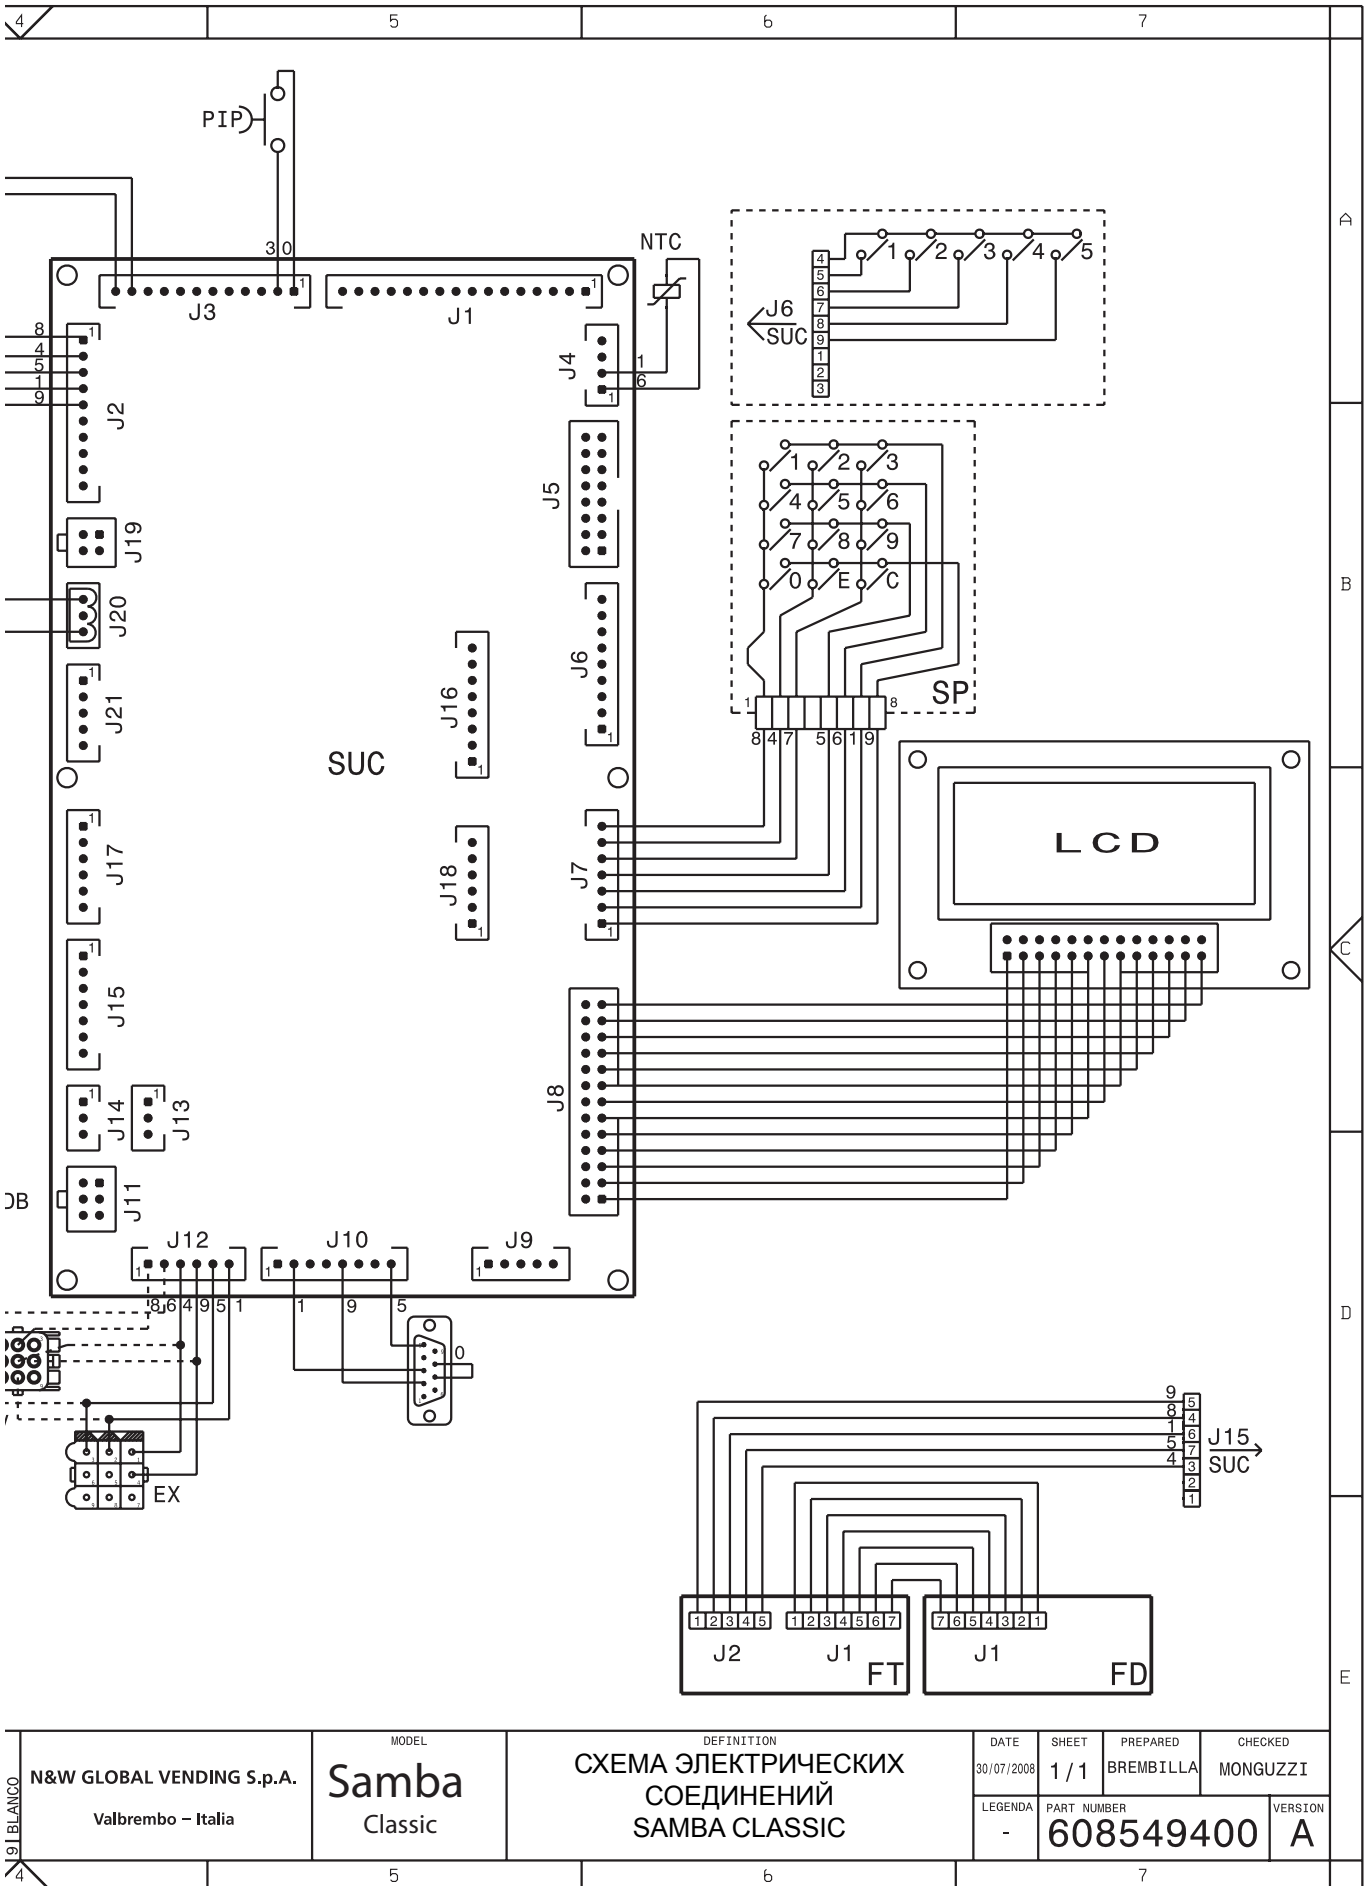 4 5 6 7
PIP
3 0
NTC
A
J3
J1
1 2 3 4 5
4
5
6
7
8
9
1
2
3
J6
SUC
8
4
5
1
9
J2
J4
1
6
J5
1 2 3
4 5 6
7 8 9
0 E C
B
J19
J20
J21
J16
J6
SUC
SP
1 8
8 4 7 5 6 1 9
LCD
J17
J18
J7
C
J15
J8
J14
J13
J11
OB
J12
J10
J9
8 6 4 9 5 1
1 9 5
0
D
EX
9
8
1
5
4
5
4
6
7
3
2
1
J15
SUC
1 2 3 4 5
1 2 3 4 5 6 7
7 6 5 4 3 2 1
J2
J1
FT
J1
FD
E
9| BLANCO
N&W GLOBAL VENDING S.p.A.
Valbrembo – Italia
MODEL
Samba
Classic
DEFINITION
СХЕМА ЭЛЕКТРИЧЕСКИХ
СОЕДИНЕНИЙ
SAMBA CLASSIC
DATE
30/07/2008
SHEET
1/1
PREPARED
BREMBILLA
CHECKED
MONGUZZI
LEGENDA
-
PART NUMBER
608549400
VERSION
A
4 5 6 7